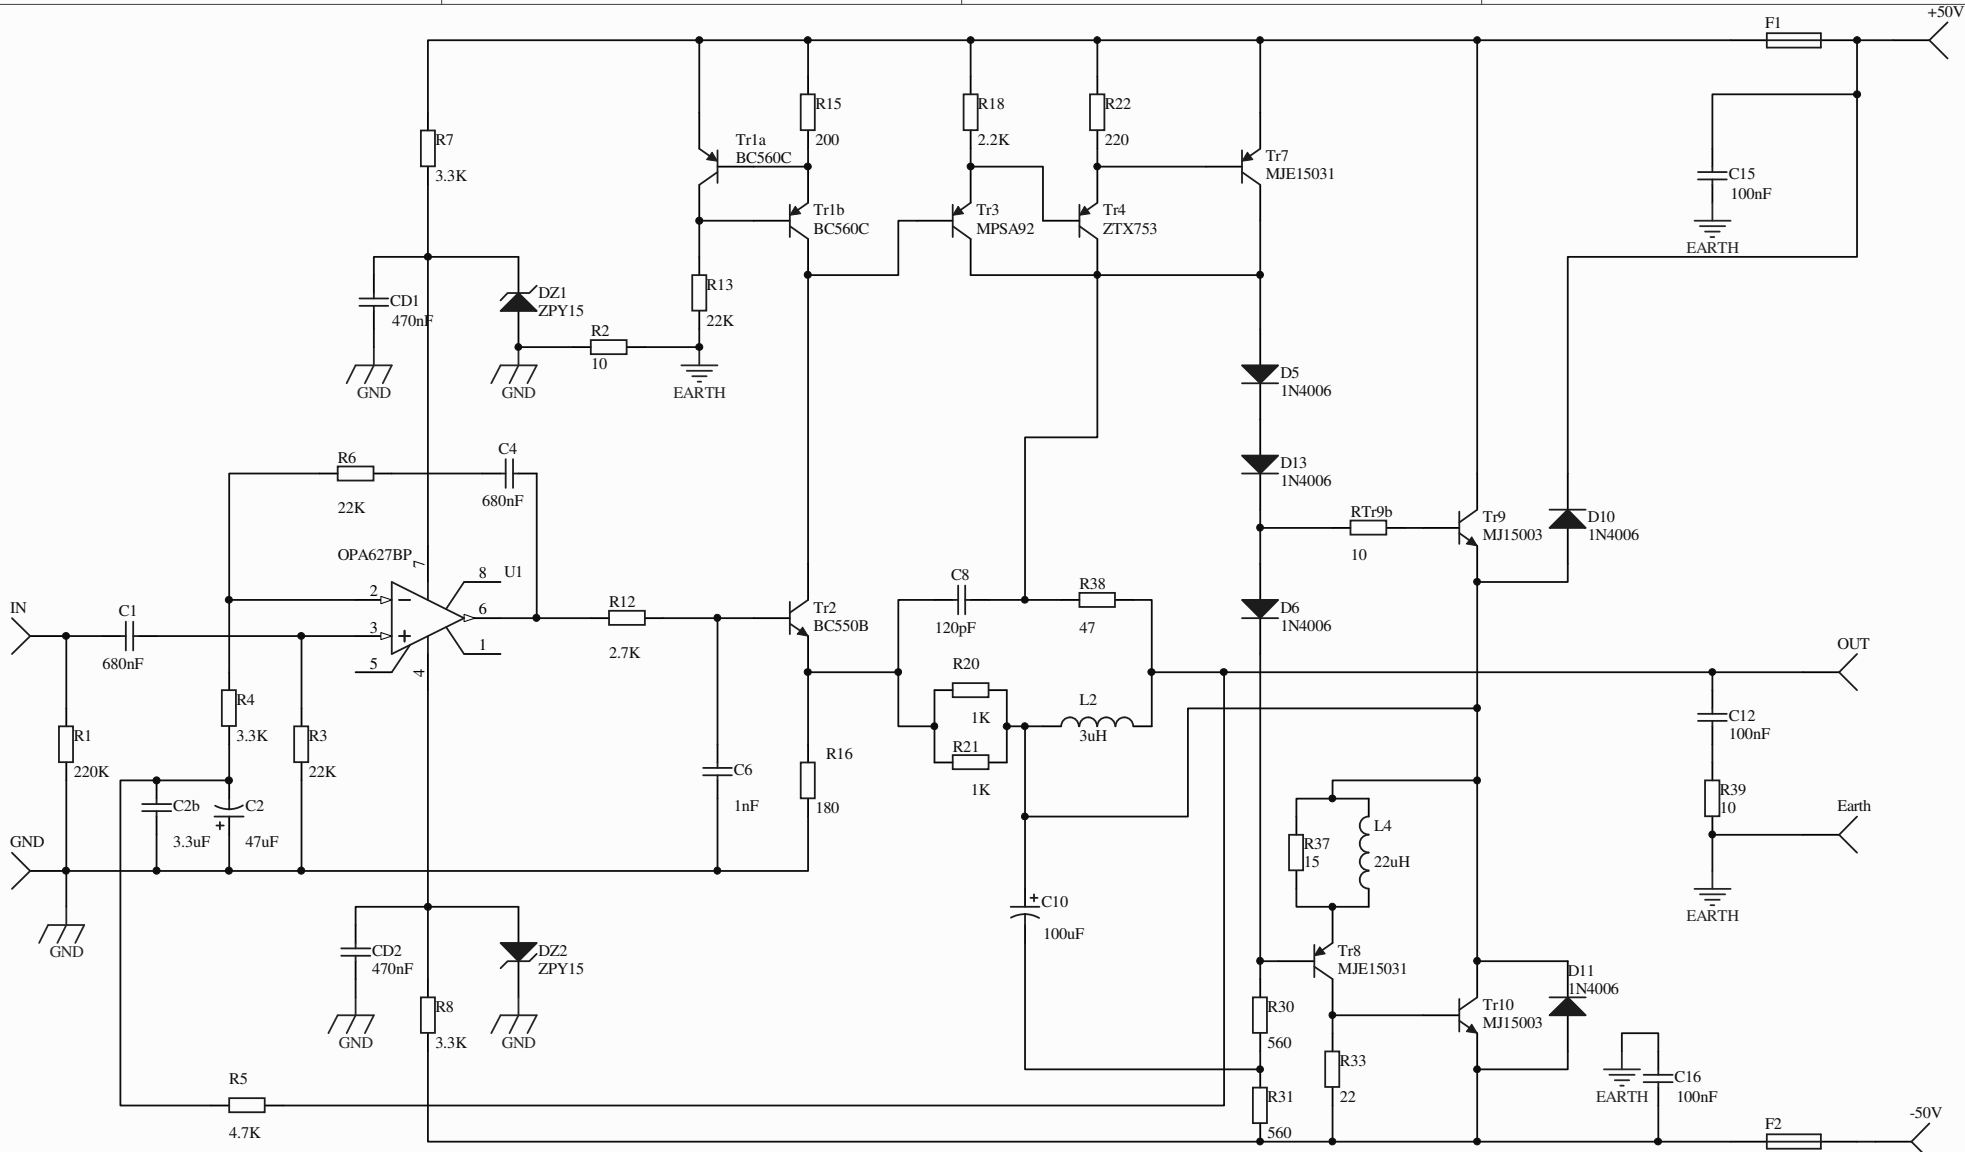 +50V
F1
R15
200
R18
2.2K
R22
220
R7
3.3K
Tr1a
BC560C
Tr7
MJE15031
C15
100nF
EARTH
Tr1b
BC560C
Tr3
MPSA92
Tr4
ZTX753
CD1
470nF
DZ1
ZPY15
R13
22K
R2
10
GND
GND
EARTH
D5
1N4006
D13
1N4006
R6
22K
C4
680nF
RTr9b
10
Tr9
MJ15003
D10
1N4006
OPA627BP
7
8
U1
2
6
3
1
5
4
IN
C1
680nF
R12
2.7K
Tr2
BC550B
C8
120pF
R38
47
D6
1N4006
OUT
R20
1K
L2
3uH
R21
1K
R4
3.3K
R1
220K
R3
22K
C12
100nF
C6
1nF
R16
180
C2b
3.3uF
C2
+
47uF
R39
10
Earth
GND
R37
15
L4
22uH
EARTH
+
C10
100uF
GND
CD2
470nF
DZ2
ZPY15
Tr8
MJE15031
D11
1N4006
R8
3.3K
R30
560
Tr10
MJ15003
GND
GND
R33
22
EARTH
C16
100nF
R5
4.7K
R31
560
F2
-50V